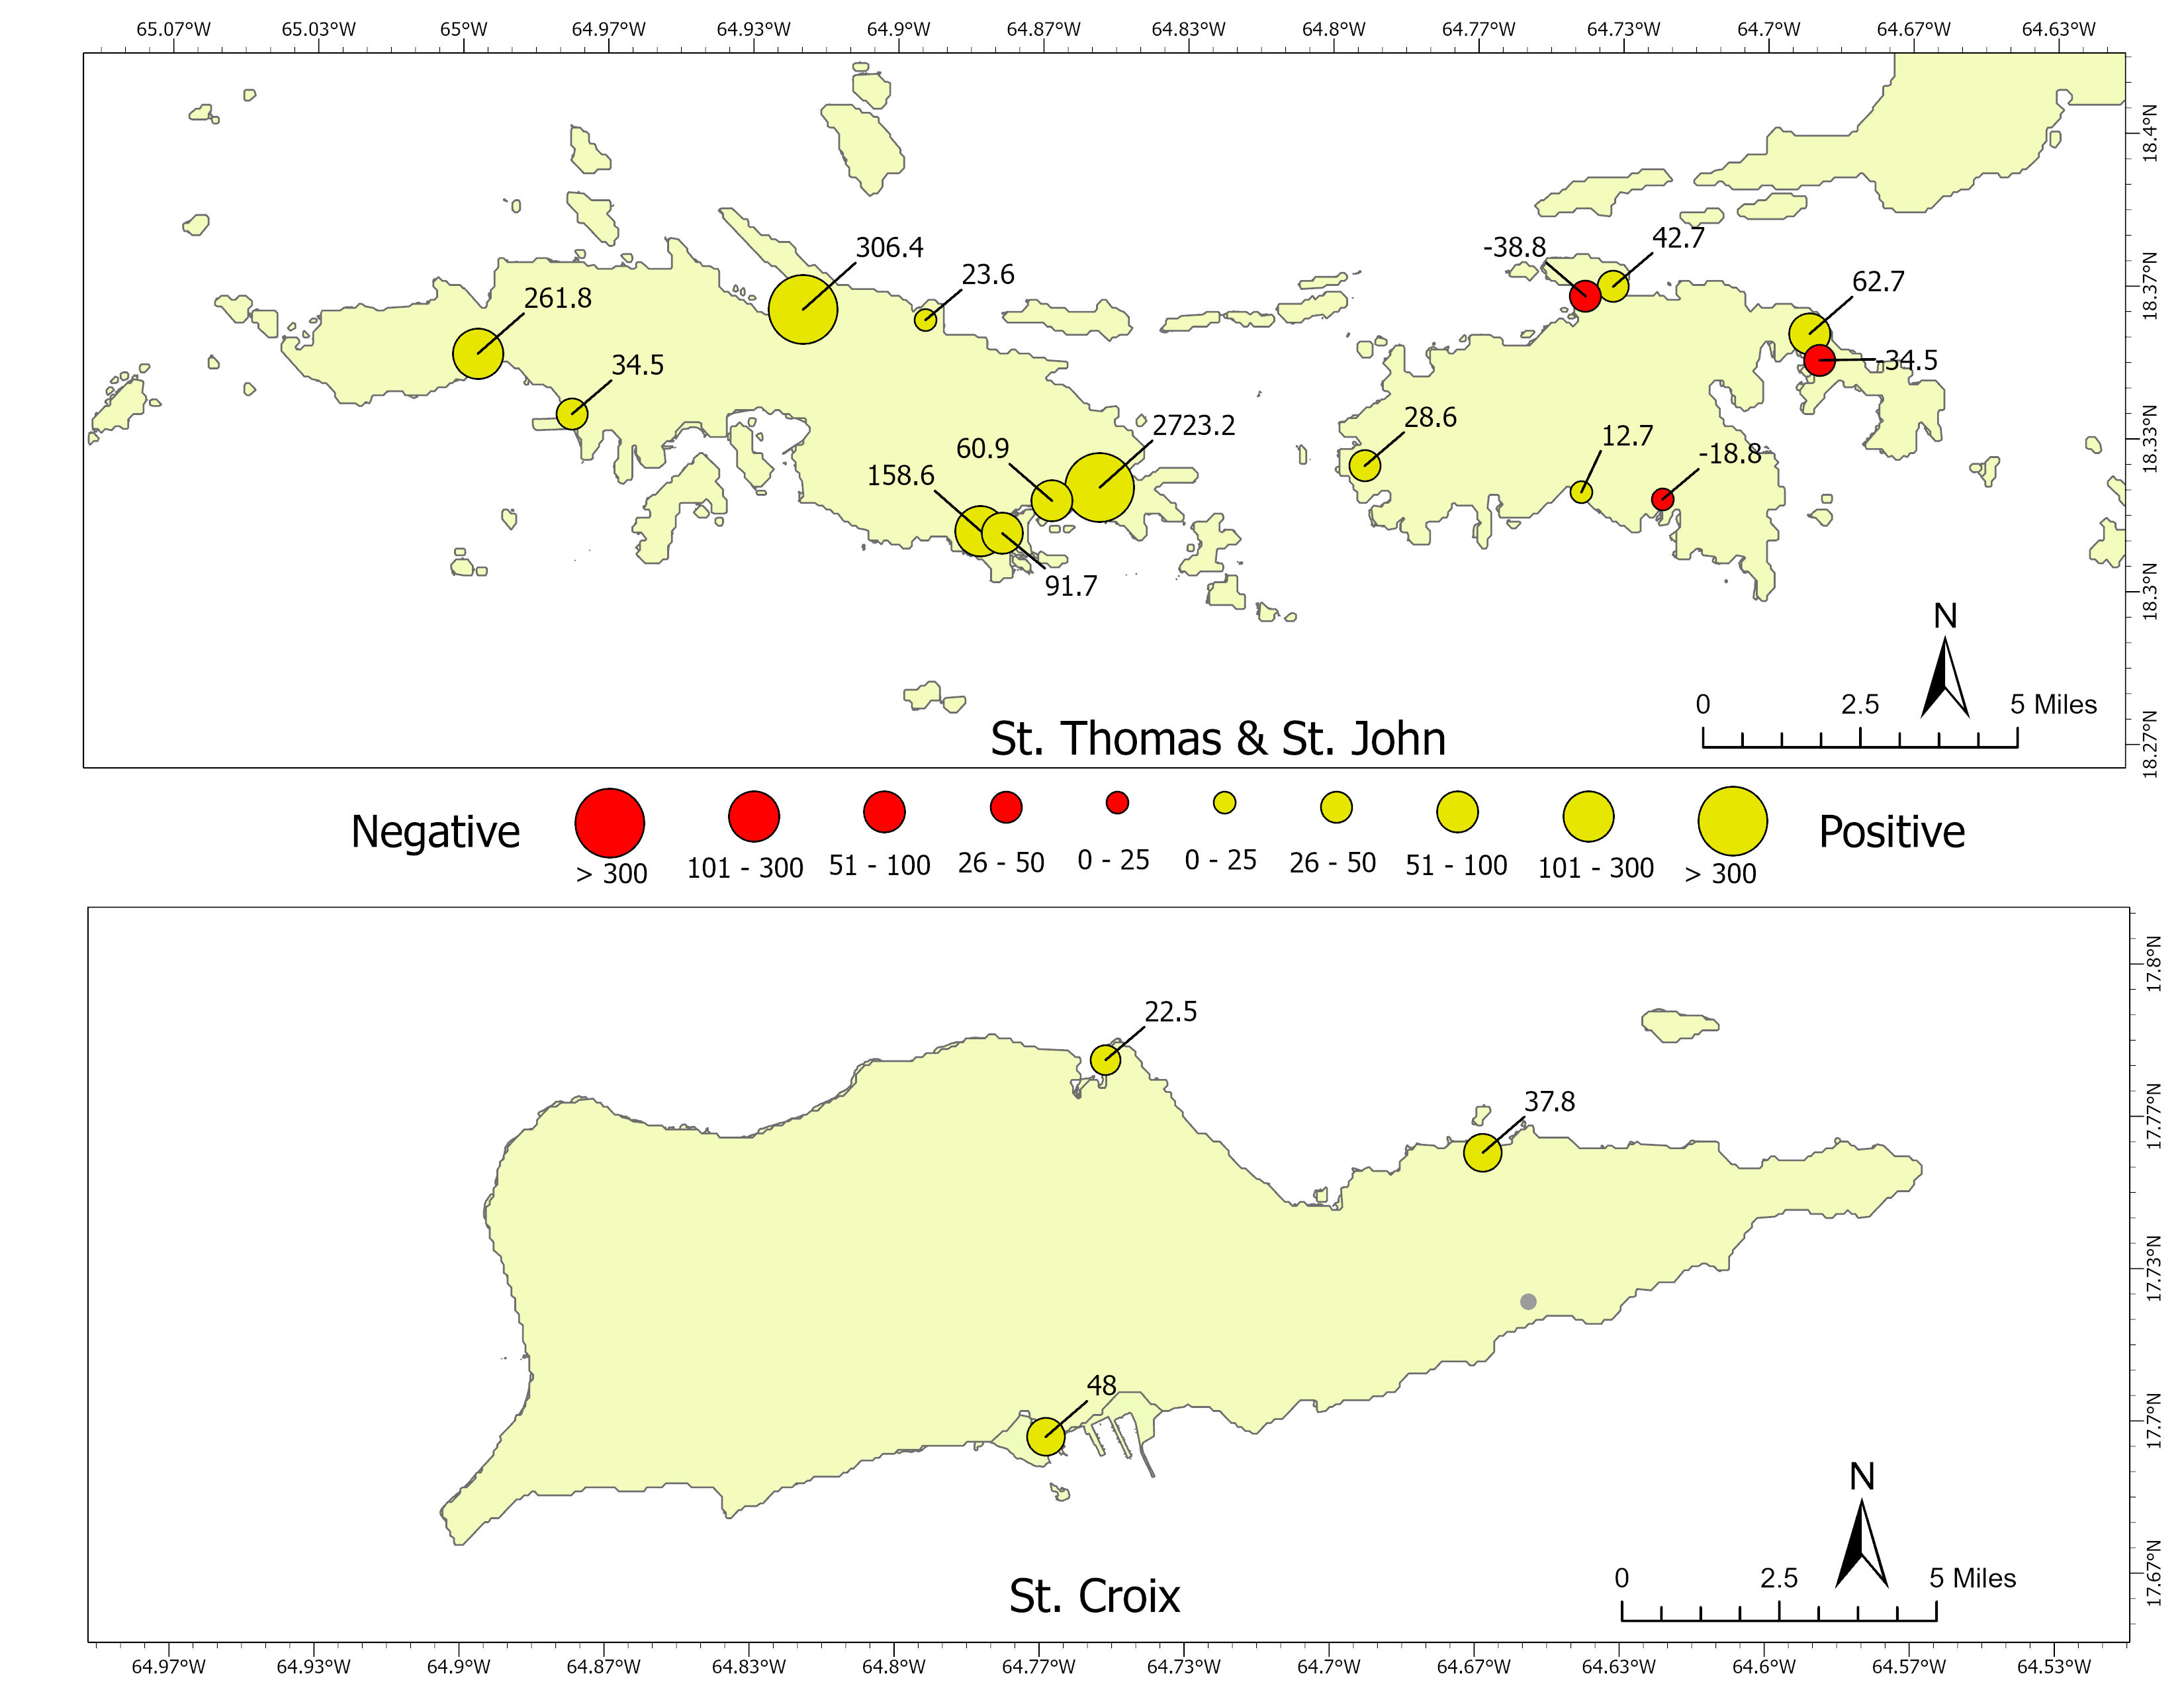 65.07°W 65.03°W 65°W 64.97°W 64.93°W 64.9°W 64.87°W 64.83°W 64.8°W 64.77°W 64.73°W 64.7°W 64.67°W 64.63°W
18.4°N
18.37°N
18.33°N
18.3°N
18.27°N
306.4
23.6
261.8
34.5
2723.2
60.9
158.6
91.7
-38.8
42.7
62.7
-34.5
28.6
12.7
-18.8
N
0 2.5 5 Miles
St. Thomas & St. John
Negative
> 300 101 - 300 51 - 100 26 - 50 0 - 25 0 - 25 26 - 50 51 - 100 101 - 300 > 300
Positive
17.8°N
17.77°N
17.73°N
17.7°N
17.67°N
22.5
37.8
48
N
0 2.5 5 Miles
St. Croix
64.97°W 64.93°W 64.9°W 64.87°W 64.83°W 64.8°W 64.77°W 64.73°W 64.7°W 64.67°W 64.63°W 64.6°W 64.57°W 64.53°W